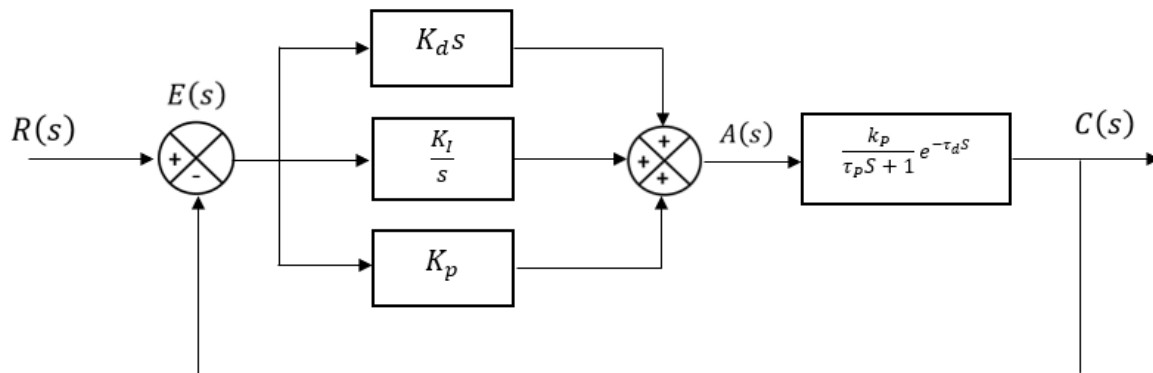 K_d s
E(s)
R(s)
+
-
K_I
s
+
+
+
A(s)
k_P
τ_P S + 1
e^{-τ_d S}
C(s)
K_p